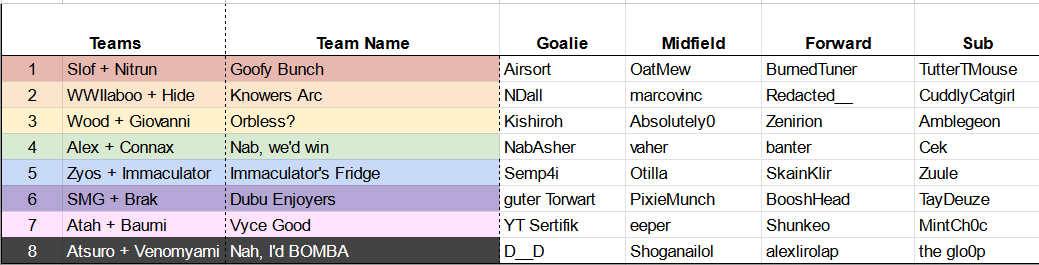 Teams Team Name Goalie Midfield Forward Sub
1 Slof + Nitrun Goofy Bunch Airsort OatMew BurnedTuner TutterTMouse
2 WWIIaboo + Hide Knowers Arc NDall marcovinc Redacted__ CuddlyCatgirl
3 Wood + Giovanni Orbless? Kishiroh Absolutely0 Zenirion Amblegeon
4 Alex + Connax Nab, we'd win NabAsher vaher banter Cek
5 Zyos + Immaculator Immaculator's Fridge Semp4i Otilla SkainKlir Zuule
6 SMG + Brak Dubu Enjoyers guter Torwart PixieMunch BooshHead TayDeuze
7 Atah + Baumi Vyce Good YT Sertifik eeper Shunkeo MintCh0c
8 Atsuro + Venomyami Nah, I'd BOMBA D__D Shoganailol alexlirolap the glo0p